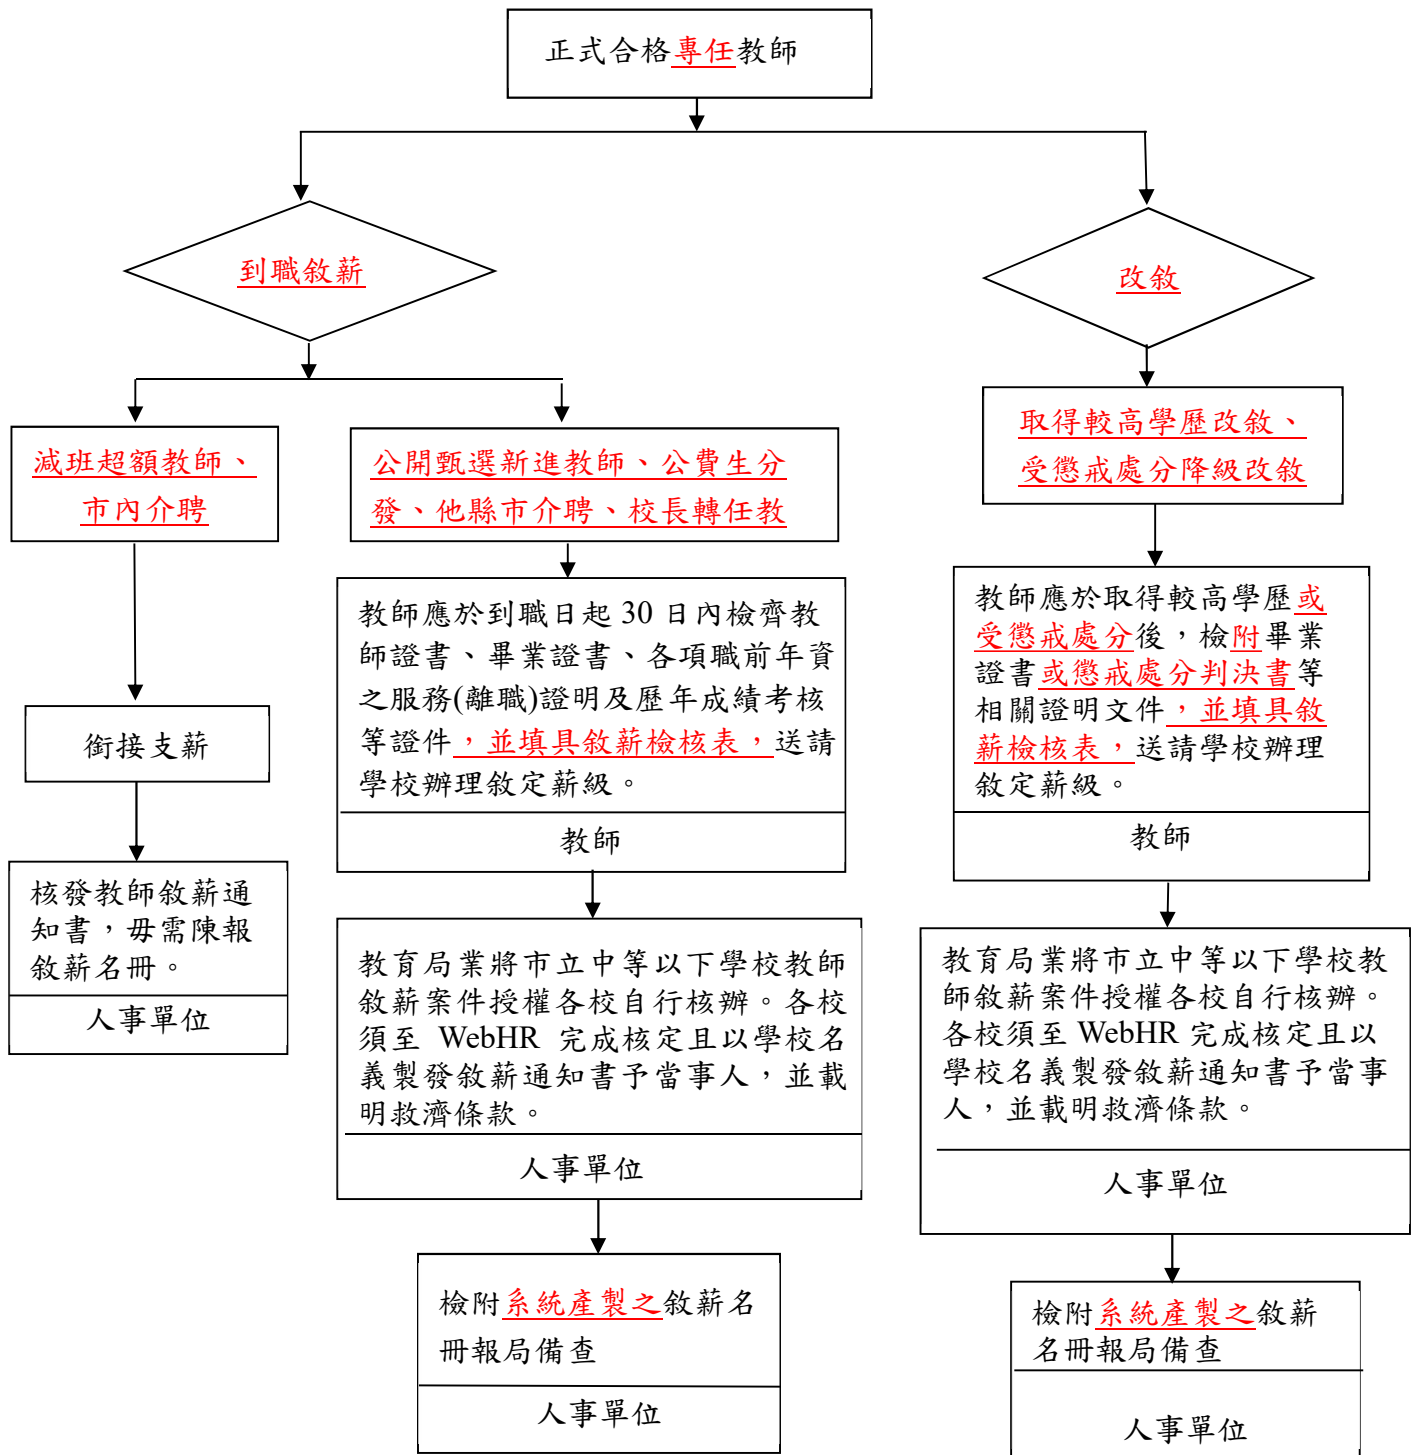 正式合格專任教師
到職敘薪
改敘
減班超額教師、
市內介聘
公開甄選新進教師、公費生分
發、他縣市介聘、校長轉任教
取得較高學歷改敘、
受懲戒處分降級改敘
銜接支薪
核發教師敘薪通
知書，毋需陳報
敘薪名冊。
人事單位
教師應於到職日起 30 日內檢齊教
師證書、畢業證書、各項職前年資
之服務(離職)證明及歷年成績考核
等證件，並填具敘薪檢核表，送請
學校辦理敘定薪級。
教師
教育局業將市立中等以下學校教師
敘薪案件授權各校自行核辦。各校
須至 WebHR 完成核定且以學校名
義製發敘薪通知書予當事人，並載
明救濟條款。
人事單位
檢附系統產製之敘薪名
冊報局備查
人事單位
教師應於取得較高學歷或
受懲戒處分後，檢附畢業
證書或懲戒處分判決書等
相關證明文件，並填具敘
薪檢核表，送請學校辦理
敘定薪級。
教師
教育局業將市立中等以下學校教
師敘薪案件授權各校自行核辦。
各校須至 WebHR 完成核定且以
學校名義製發敘薪通知書予當事
人，並載明救濟條款。
人事單位
檢附系統產製之敘薪
名冊報局備查
人事單位